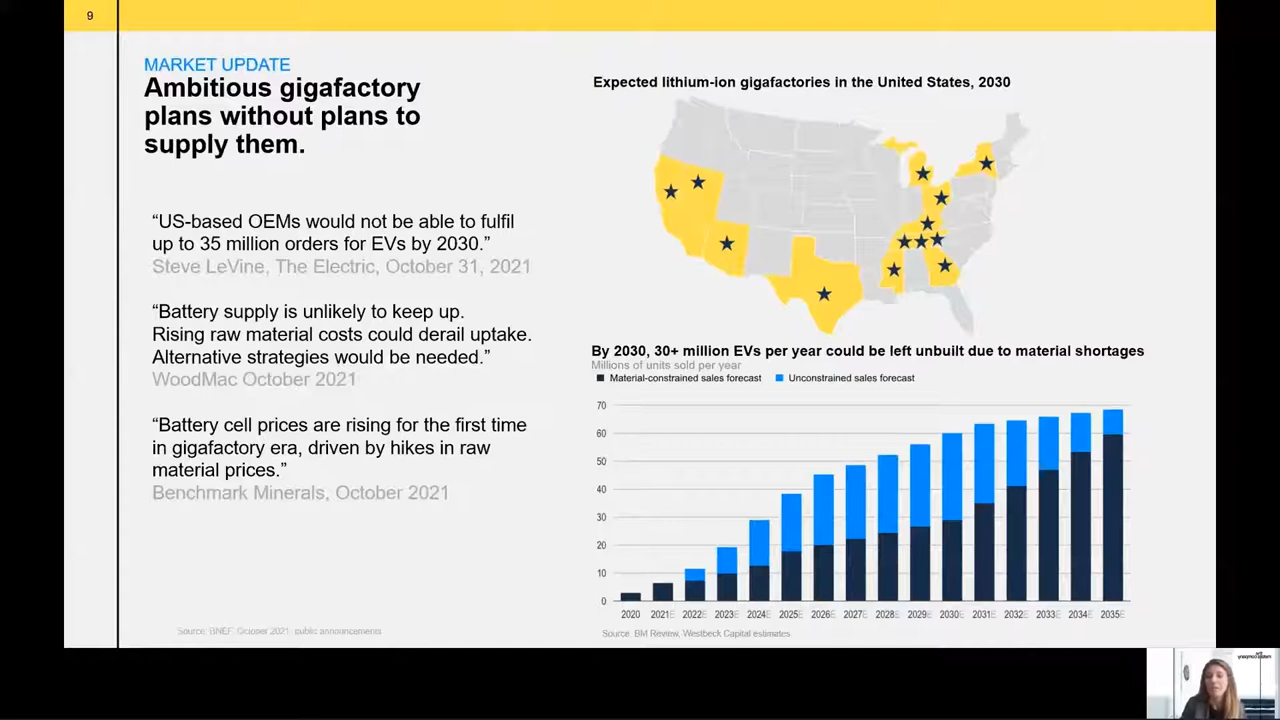 9
MARKET UPDATE
Ambitious gigafactory
plans without plans to
supply them.
“US-based OEMs would not be able to fulfil
up to 35 million orders for EVs by 2030.”
Steve LeVine, The Electric, October 31, 2021
“Battery supply is unlikely to keep up.
Rising raw material costs could derail uptake.
Alternative strategies would be needed.”
WoodMac October 2021
“Battery cell prices are rising for the first time
in gigafactory era, driven by hikes in raw
material prices.”
Benchmark Minerals, October 2021
Source: BNEF, October 2021; public announcements
Expected lithium-ion gigafactories in the United States, 2030
By 2030, 30+ million EVs per year could be left unbuilt due to material shortages
Millions of units sold per year
Material-constrained sales forecast Unconstrained sales forecast
70
60
50
40
30
20
10
0
2020 2021E 2022E 2023E 2024E 2025E 2026E 2027E 2028E 2029E 2030E 2031E 2032E 2033E 2034E 2035E
Source: BM Review, Westbeck Capital estimates